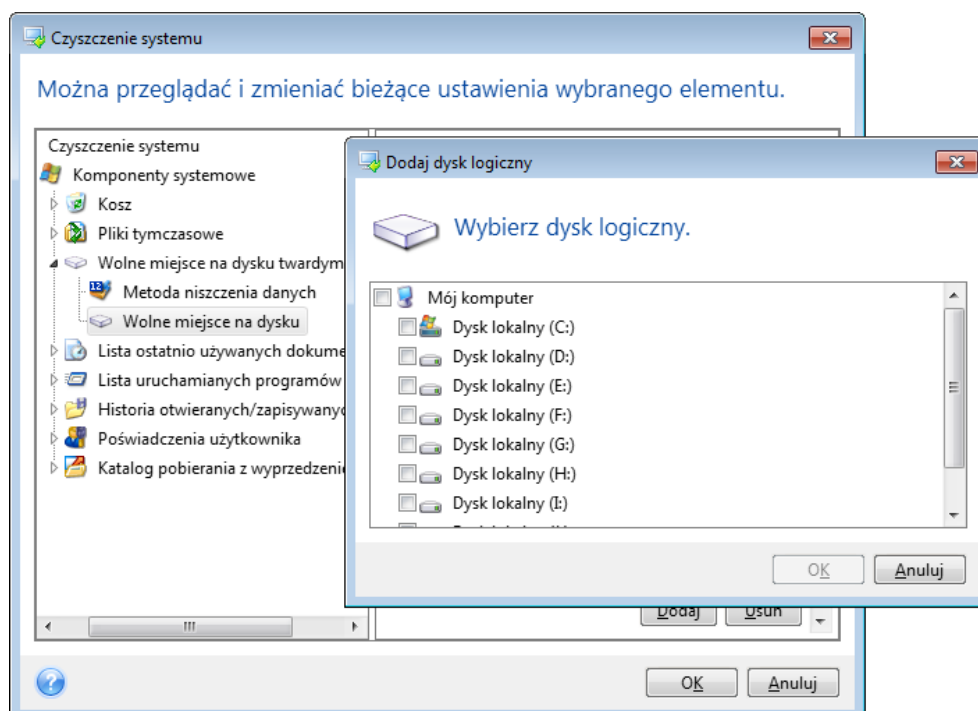 Czyszczenie systemu
Można przeglądać i zmieniać bieżące ustawienia wybranego elementu.
Czyszczenie systemu
Komponenty systemowe
Kosz
Pliki tymczasowe
Wolne miejsce na dysku twardym
Metoda niszczenia danych
Wolne miejsce na dysku
Lista ostatnio używanych dokume
Lista uruchamianych programów
Historia otwieranych/zapisywanyc
Poświadczenia użytkownika
Katalog pobierania z wyprzedzenie
Dodaj dysk logiczny
Wybierz dysk logiczny.
Mój komputer
Dysk lokalny (C:)
Dysk lokalny (D:)
Dysk lokalny (E:)
Dysk lokalny (F:)
Dysk lokalny (G:)
Dysk lokalny (H:)
Dysk lokalny (I:)
OK Anuluj
Dodaj Usuń
OK Anuluj